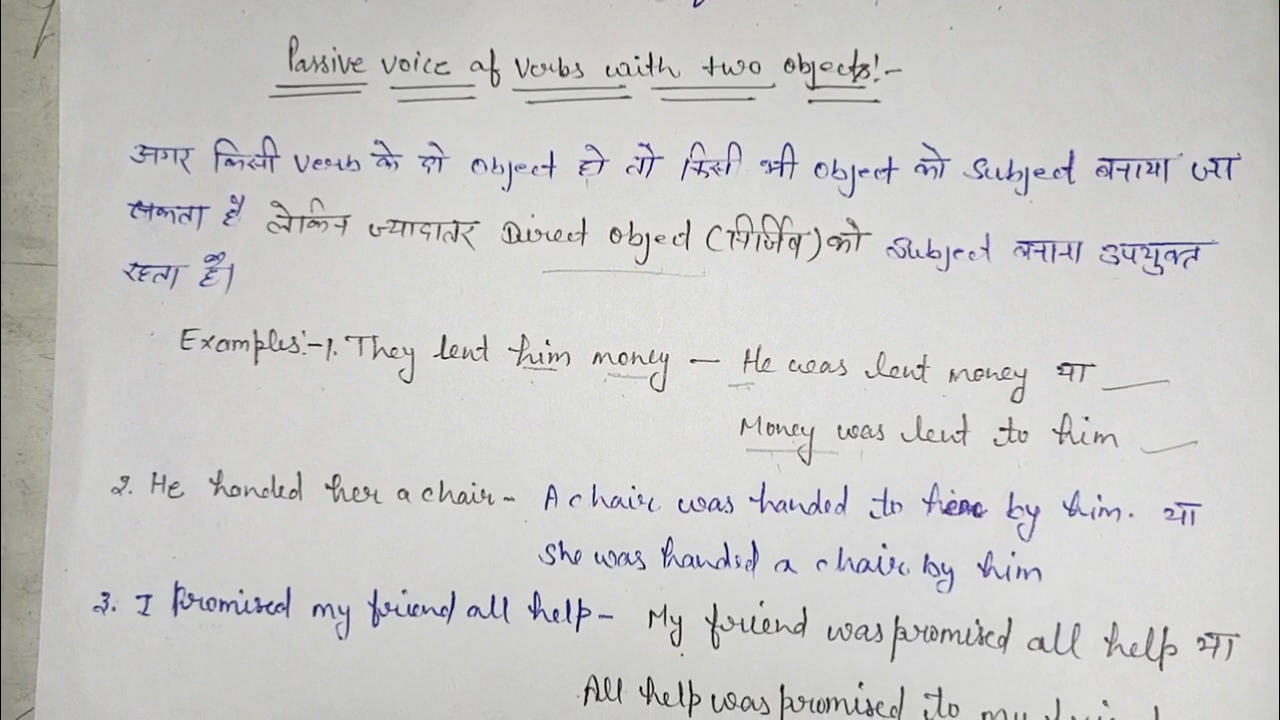 Passive voice of verbs with two objects:-
अगर किसी verb के दो object हो तो किसी भी object को Subject बनाया जा
सकता है लेकिन ज्यादातर Direct object (निर्जिव) को Subject बनाना उपयुक्त
रहता है।
Examples:-1. They lent him money — He was lent money या
Money was lent to him
2. He handed her a chair - A chair was handed to her by him. या
She was handed a chair by him
3. I Promised my friend all help - My friend was promised all help या
All help was promised to my